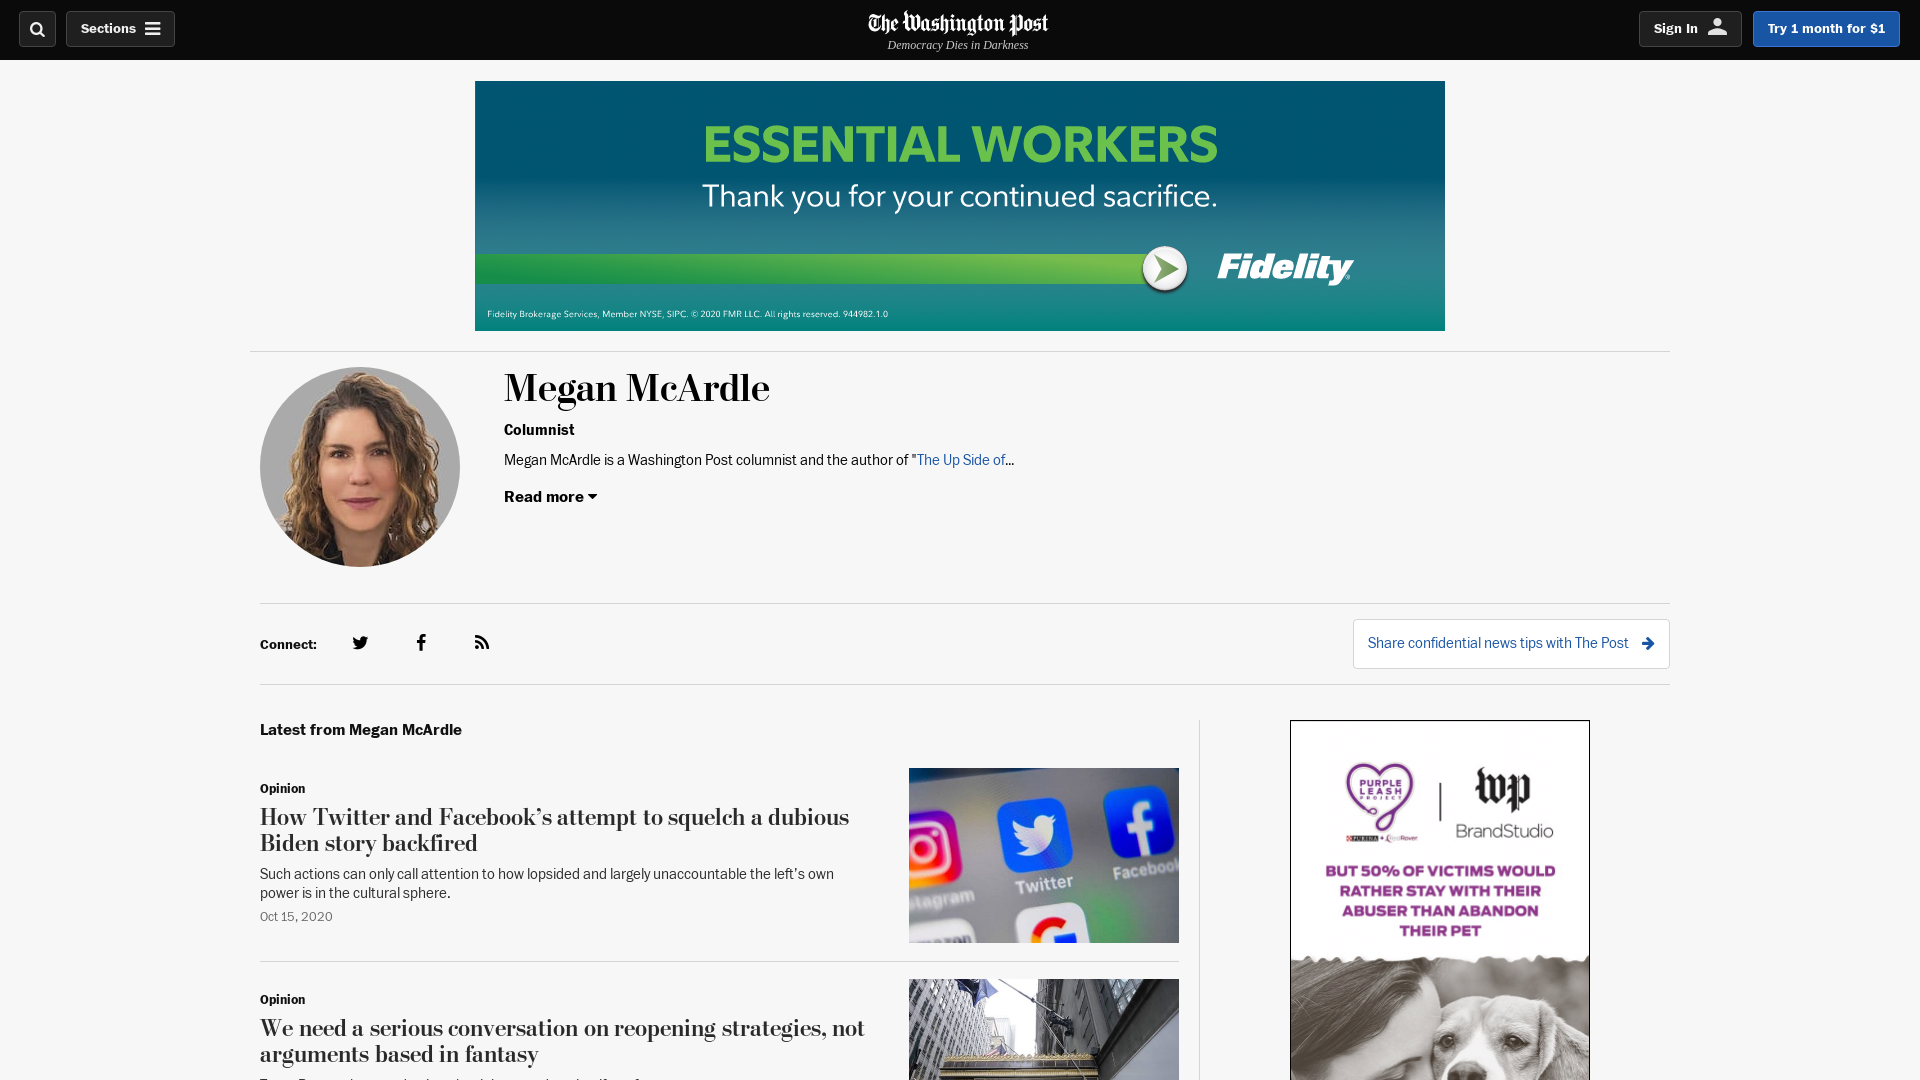 Sections
The Washington Post
Democracy Dies in Darkness
Sign In
Try 1 month for $1
ESSENTIAL WORKERS
Thank you for your continued sacrifice.
Fidelity
Fidelity Brokerage Services, Member NYSE, SIPC. © 2020 FMR LLC. All rights reserved. 944982.1.0
Megan McArdle
Columnist
Megan McArdle is a Washington Post columnist and the author of "The Up Side of...
Read more
Connect:
Share confidential news tips with The Post
Latest from Megan McArdle
Opinion
How Twitter and Facebook’s attempt to squelch a dubious
Biden story backfired
Such actions can only call attention to how lopsided and largely unaccountable the left’s own
power is in the cultural sphere.
Oct 15, 2020
Twitter
Facebook
stagram
PURPLE
LEASH
PROJECT
PURINA
wp
BrandStudio
BUT 50% OF VICTIMS WOULD
RATHER STAY WITH THEIR
ABUSER THAN ABANDON
THEIR PET
Opinion
We need a serious conversation on reopening strategies, not
arguments based in fantasy